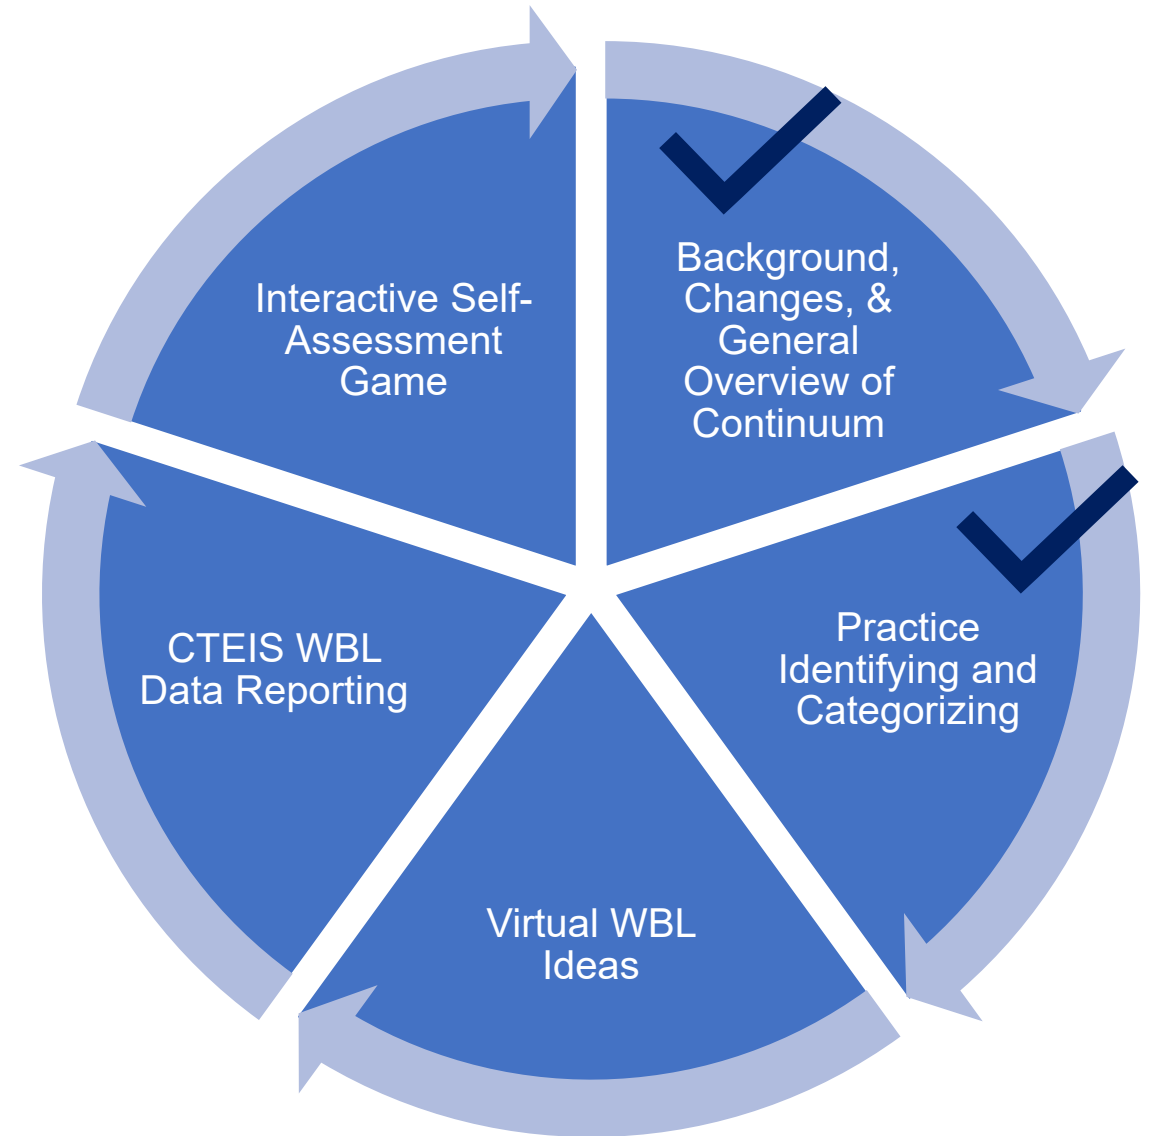 Background,
Changes, &
General
Overview of
Continuum
Practice
Identifying and
Categorizing
Virtual WBL
Ideas
CTEIS WBL
Data Reporting
Interactive Self-
Assessment
Game